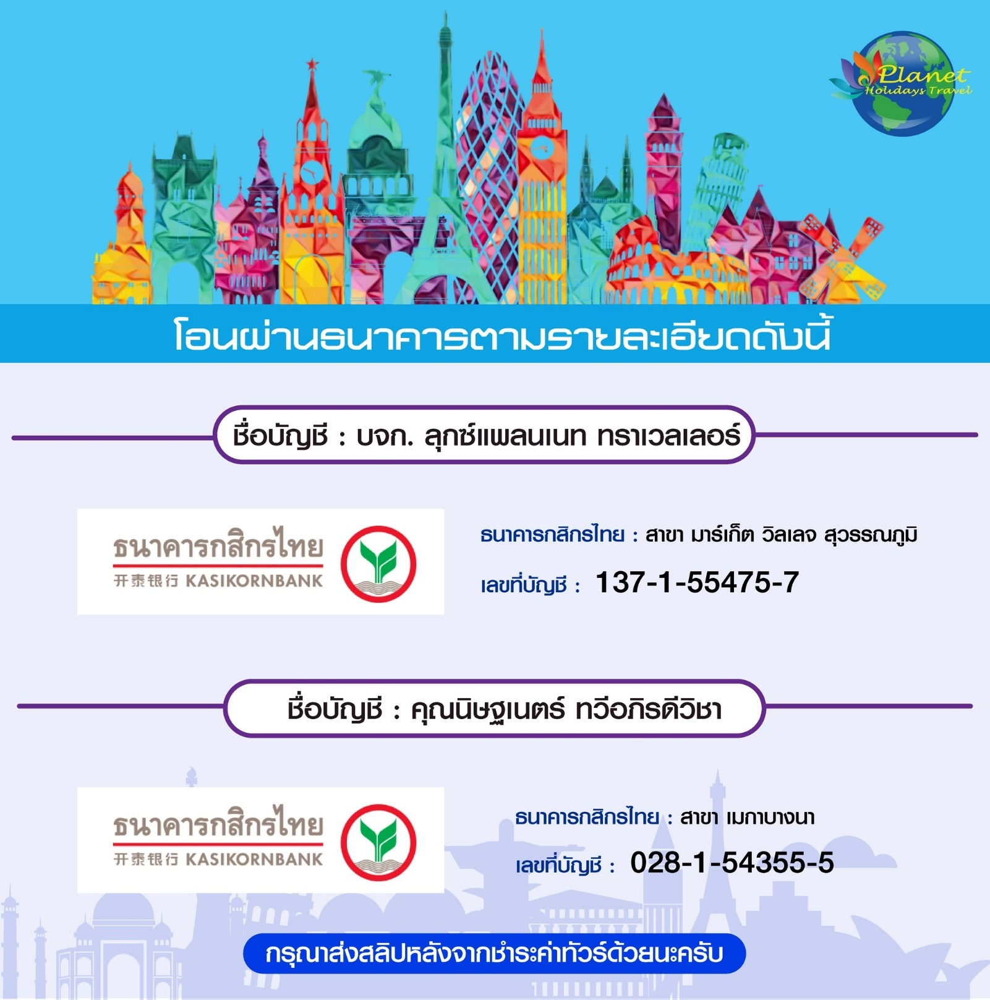 Planet
Holidays Travel
โอนผ่านธนาคารตามรายละเอียดดังนี้
ชื่อบัญชี : บจก. ลุกซ์แพลนเนท ทราเวลเลอร์
ธนาคารกสิกรไทย
开泰银行 KASIKORNBANK
ธนาคารกสิกรไทย : สาขา มาร์เก็ต วิลเลจ สุวรรณภูมิ
เลขที่บัญชี : 137-1-55475-7
ชื่อบัญชี : คุณนิษฐเนตร์ ทวีอภิรดีวิชา
ธนาคารกสิกรไทย
开泰银行 KASIKORNBANK
ธนาคารกสิกรไทย : สาขา เมกาบางนา
เลขที่บัญชี : 028-1-54355-5
กรุณาส่งสลิปหลังจากชำระค่าทัวร์ด้วยนะครับ